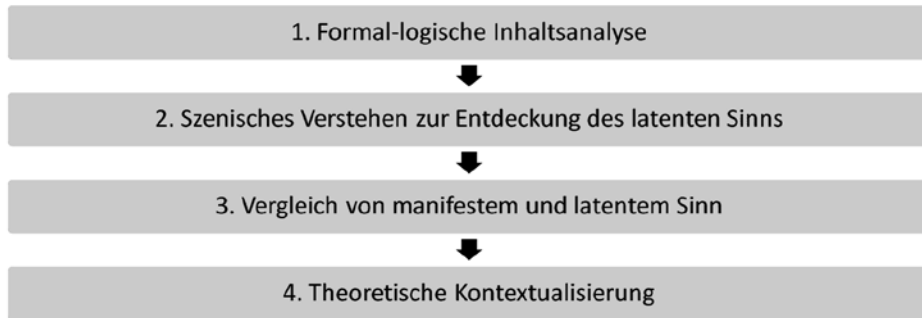 1. Formal-logische Inhaltsanalyse
2. Szenisches Verstehen zur Entdeckung des latenten Sinns
3. Vergleich von manifestem und latentem Sinn
4. Theoretische Kontextualisierung